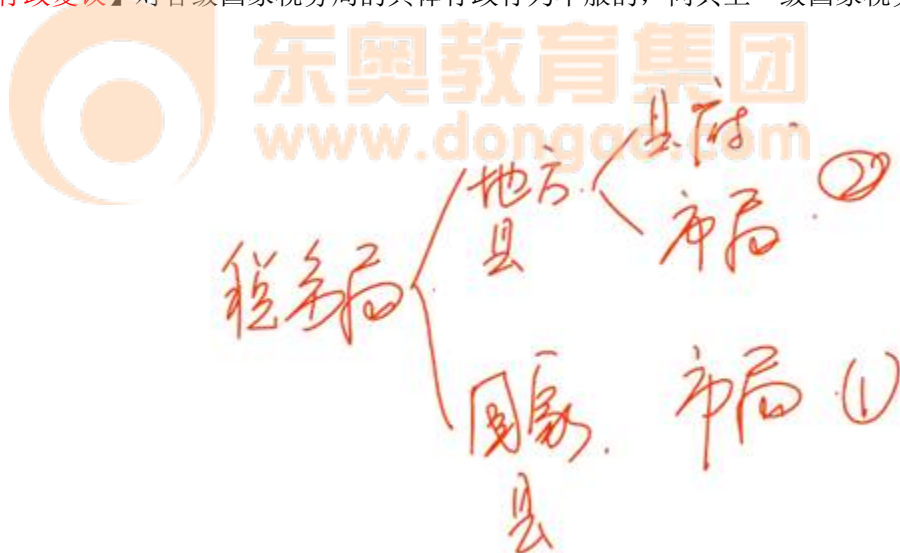 行政复议】对各级国家税务局的具体行政行为不服的，向其上一级国家税务
东奥教育集团
www.dongao.com
县府
地方
市局 ②
县
税务局
国家 市局 ①
县